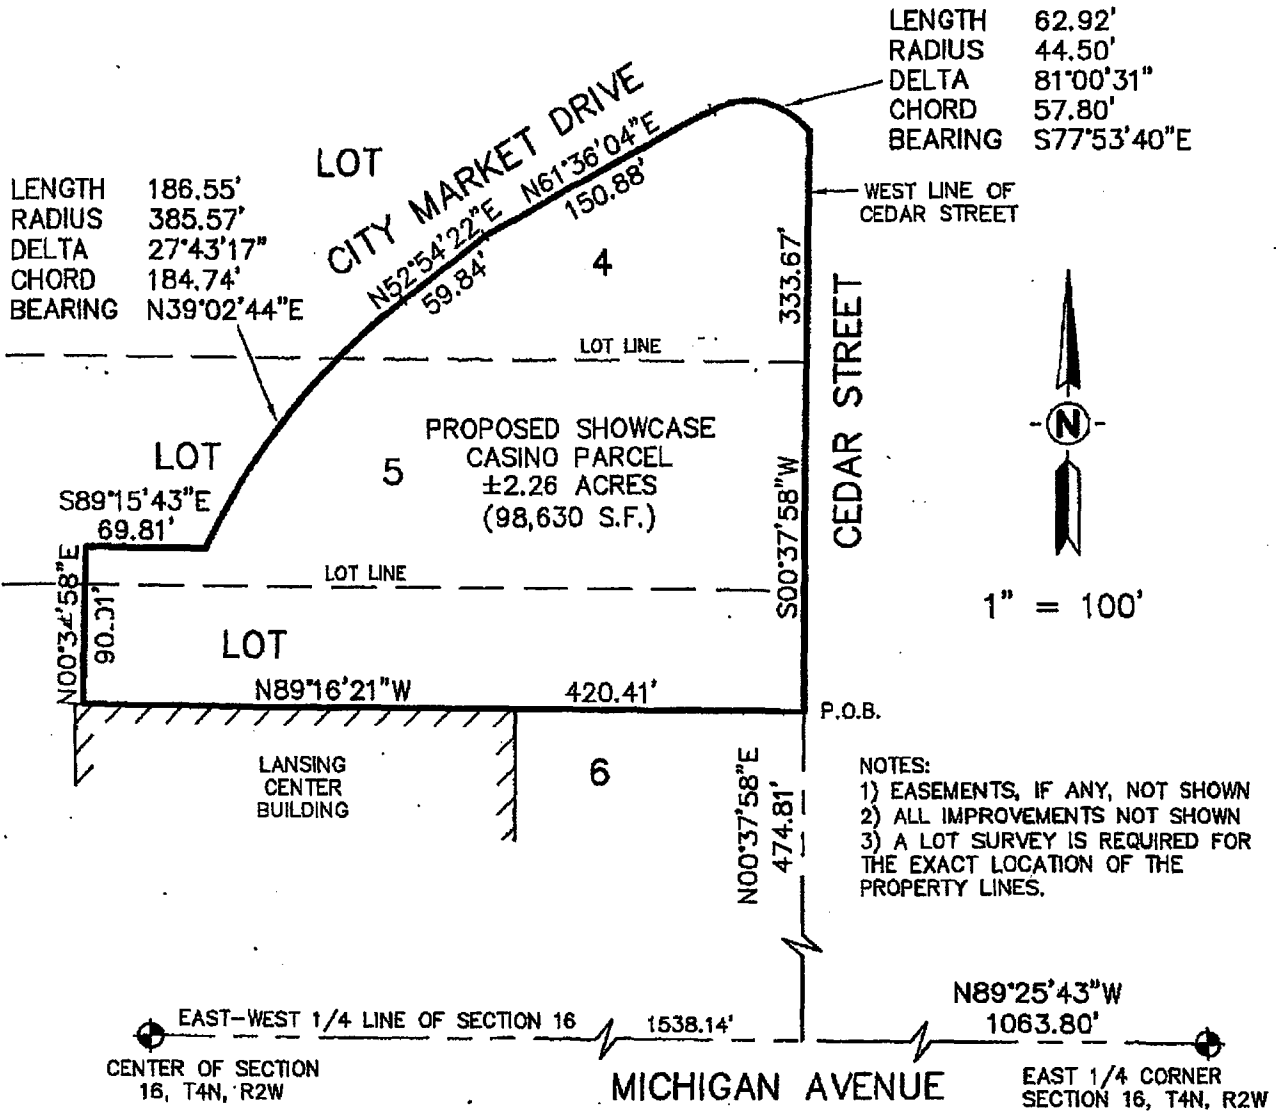 LENGTH 62.92'
RADIUS 44.50'
DELTA 81°00'31"
CHORD 57.80'
BEARING S77°53'40"E
CITY MARKET DRIVE
LOT
LENGTH 186.55'
RADIUS 385.57'
DELTA 27°43'17"
CHORD 184.74'
BEARING N39°02'44"E
N61°36'04"E
150.88'
N52°54'22"E
59.84'
4
WEST LINE OF
CEDAR STREET
333.67'
S00°37'58"W
CEDAR STREET
LOT LINE
N
1" = 100'
PROPOSED SHOWCASE
CASINO PARCEL
±2.26 ACRES
(98,630 S.F.)
LOT
5
S89°15'43"E
69.81'
LOT LINE
N00°34'58"E
90.01'
LOT
N89°16'21"W 420.41'
P.O.B.
LANSING
CENTER
BUILDING
6
N00°37'58"E
474.81'
NOTES:
1) EASEMENTS, IF ANY, NOT SHOWN
2) ALL IMPROVEMENTS NOT SHOWN
3) A LOT SURVEY IS REQUIRED FOR
THE EXACT LOCATION OF THE
PROPERTY LINES.
N89°25'43"W
1063.80'
EAST-WEST 1/4 LINE OF SECTION 16
1538.14'
CENTER OF SECTION
16, T4N, R2W
MICHIGAN AVENUE
EAST 1/4 CORNER
SECTION 16, T4N, R2W